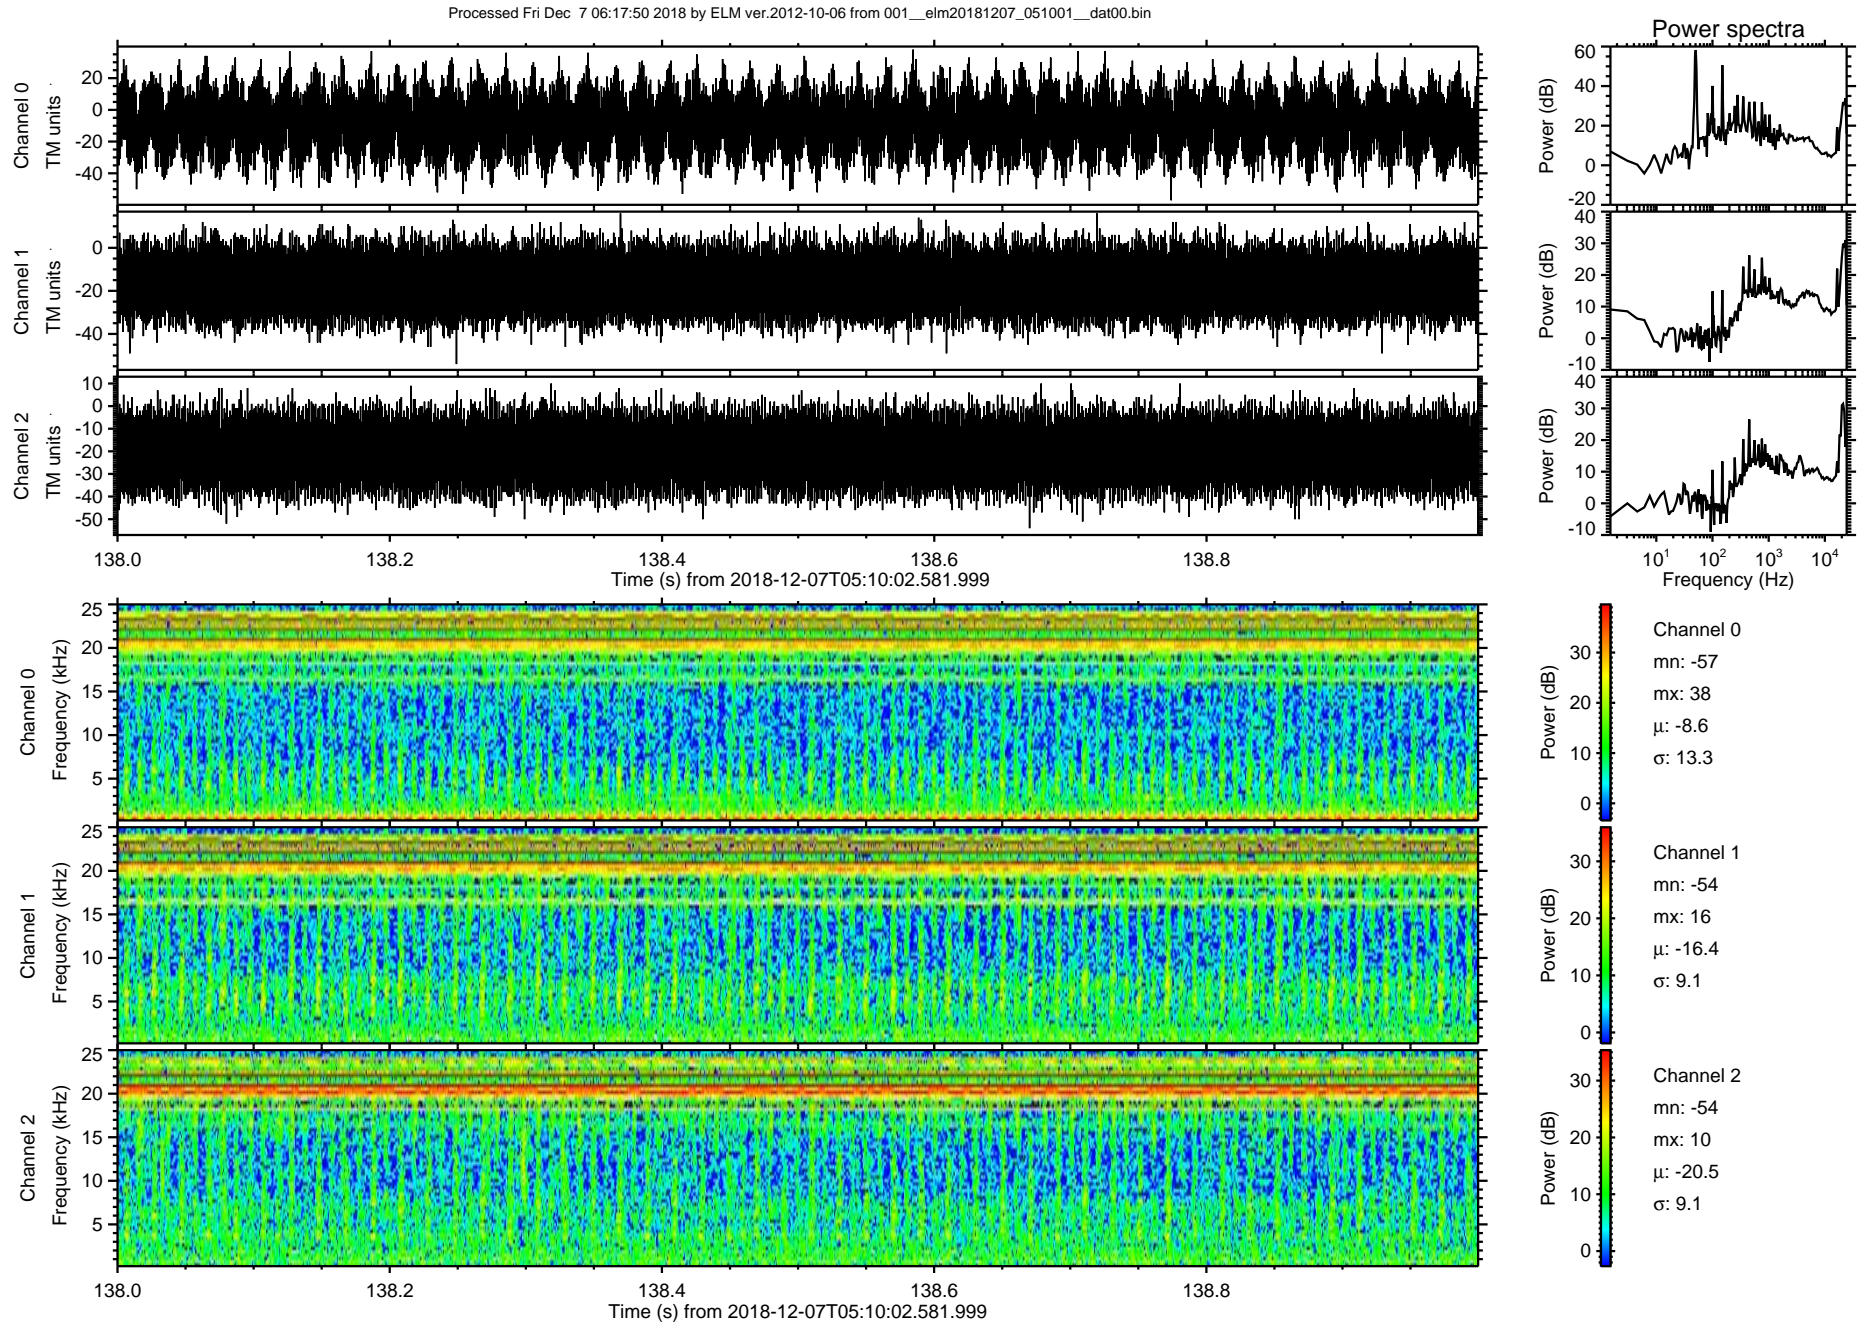 Processed Fri Dec  7 06:17:50 2018 by ELM ver.2012-10-06 from 001__elm20181207_051001__dat00.bin
Power spectra
Channel 0
TM units
20
0
-20
-40
Power (dB)
60
40
20
0
-20
Channel 1
TM units
0
-20
-40
Power (dB)
40
30
20
10
0
-10
Channel 2
TM units
10
0
-10
-20
-30
-40
-50
Power (dB)
40
30
20
10
0
-10
138.0 138.2 138.4 138.6 138.8
Time (s) from 2018-12-07T05:10:02.581.999
10¹ 10² 10³ 10⁴
Frequency (Hz)
Channel 0
Frequency (kHz)
25
20
15
10
5
Power (dB)
30
20
10
0
Channel 0
mn: -57
mx: 38
µ: -8.6
σ: 13.3
Channel 1
Frequency (kHz)
25
20
15
10
5
Power (dB)
30
20
10
0
Channel 1
mn: -54
mx: 16
µ: -16.4
σ: 9.1
Channel 2
Frequency (kHz)
25
20
15
10
5
Power (dB)
30
20
10
0
Channel 2
mn: -54
mx: 10
µ: -20.5
σ: 9.1
138.0 138.2 138.4 138.6 138.8
Time (s) from 2018-12-07T05:10:02.581.999